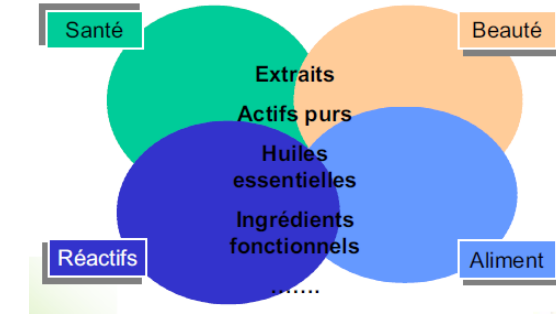 Santé
Beauté
Extraits
Actifs purs
Huiles
essentielles
Ingrédients
fonctionnels
Réactifs
Aliment
.......